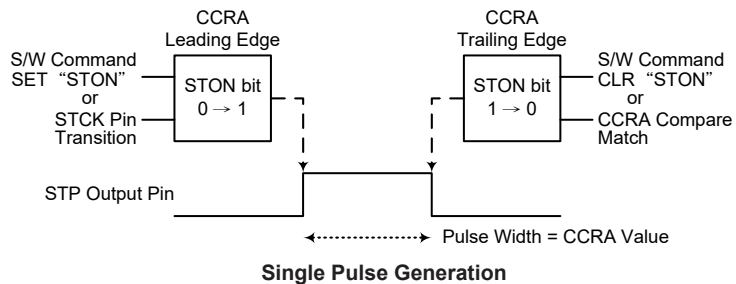 CCRA
Leading Edge
S/W Command
SET “STON”
or
STCK Pin
Transition
STON bit
0 → 1
CCRA
Trailing Edge
STON bit
1 → 0
S/W Command
CLR “STON”
or
CCRA Compare
Match
STP Output Pin
Pulse Width = CCRA Value
Single Pulse Generation